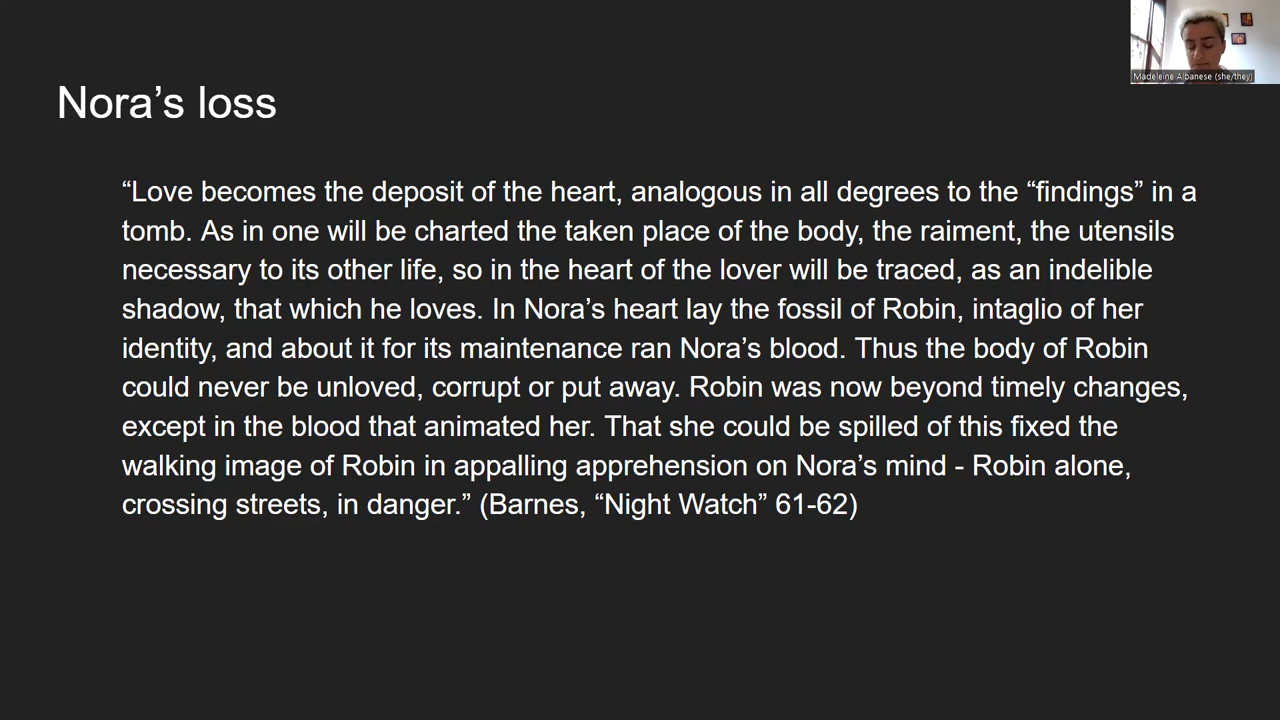 Madeleine Albanese (she/they)
Nora’s loss
“Love becomes the deposit of the heart, analogous in all degrees to the “findings” in a
tomb. As in one will be charted the taken place of the body, the raiment, the utensils
necessary to its other life, so in the heart of the lover will be traced, as an indelible
shadow, that which he loves. In Nora’s heart lay the fossil of Robin, intaglio of her
identity, and about it for its maintenance ran Nora’s blood. Thus the body of Robin
could never be unloved, corrupt or put away. Robin was now beyond timely changes,
except in the blood that animated her. That she could be spilled of this fixed the
walking image of Robin in appalling apprehension on Nora’s mind - Robin alone,
crossing streets, in danger.” (Barnes, “Night Watch” 61-62)